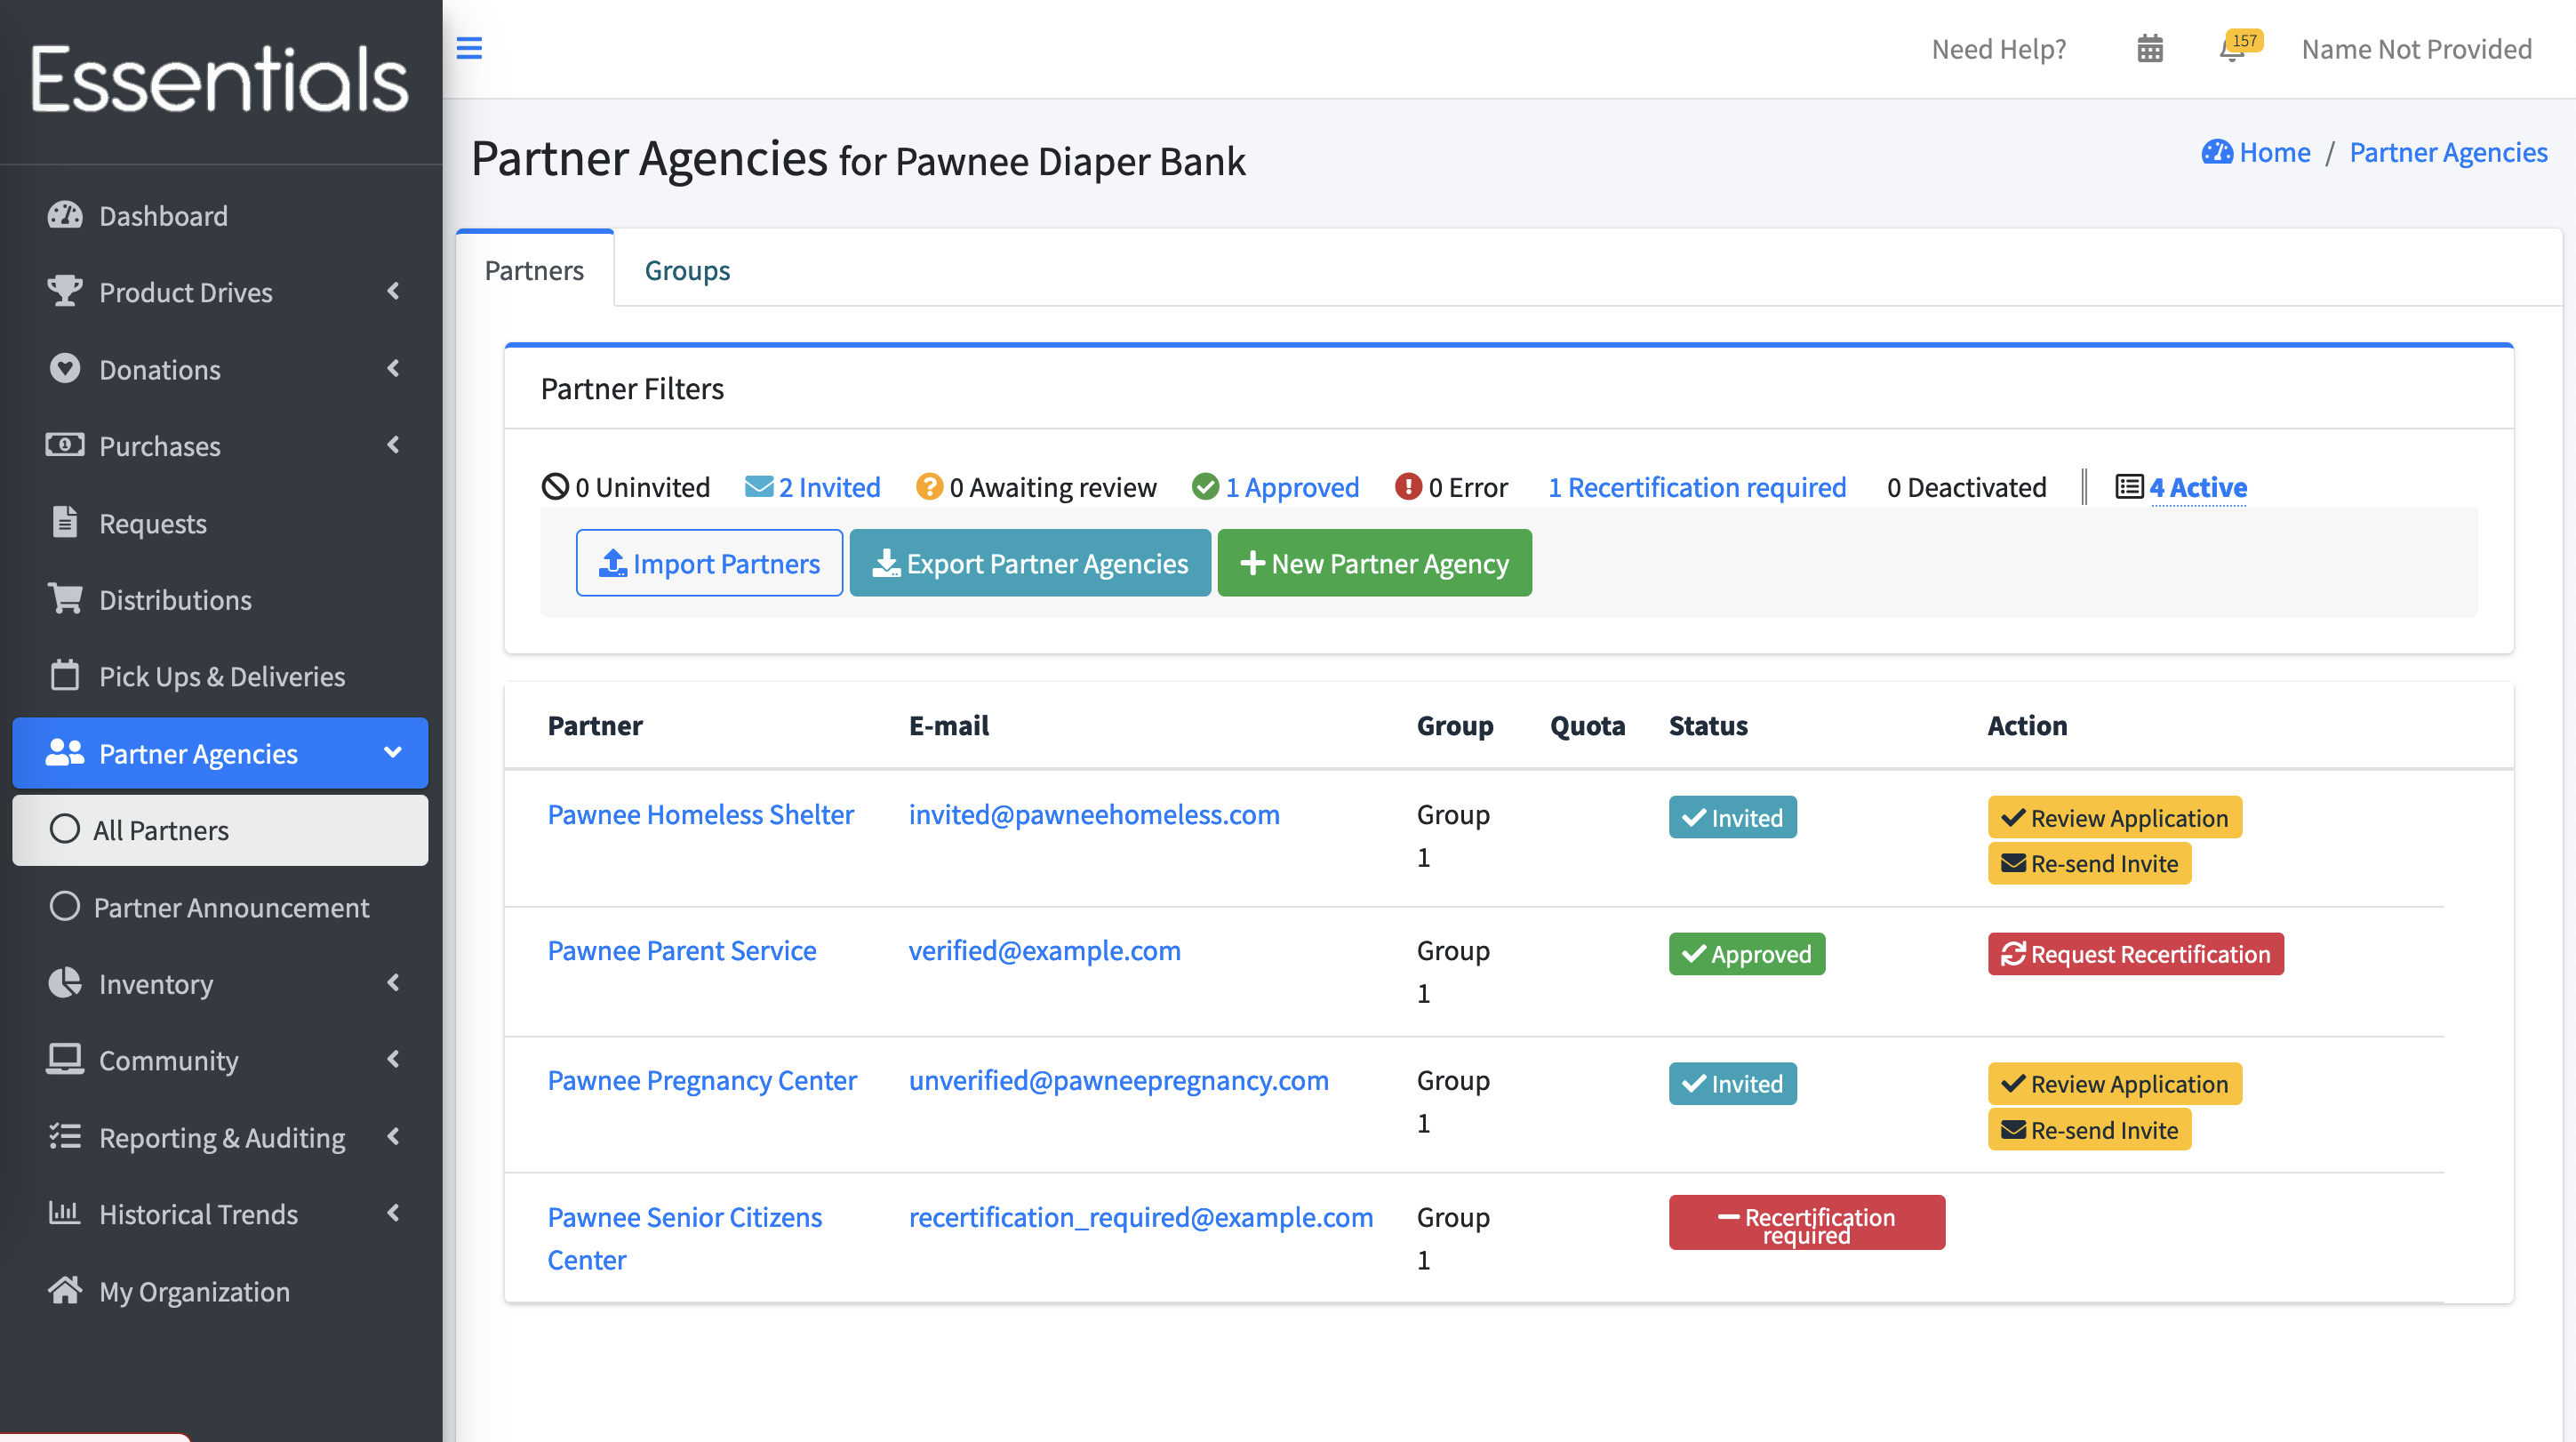 Essentials
Need Help?
157
Name Not Provided
Partner Agencies for Pawnee Diaper Bank
Home / Partner Agencies
Dashboard
Product Drives
Donations
Purchases
Requests
Distributions
Pick Ups & Deliveries
Partner Agencies
All Partners
Partner Announcement
Inventory
Community
Reporting & Auditing
Historical Trends
My Organization
Partners
Groups
Partner Filters
0 Uninvited 2 Invited 0 Awaiting review 1 Approved 0 Error 1 Recertification required 0 Deactivated 4 Active
Import Partners Export Partner Agencies New Partner Agency
Partner E-mail Group Quota Status Action
Pawnee Homeless Shelter invited@pawneehomeless.com Group Invited Review Application
1 Re-send Invite
Pawnee Parent Service verified@example.com Group Approved Request Recertification
1
Pawnee Pregnancy Center unverified@pawneepregnancy.com Group Invited Review Application
1 Re-send Invite
Pawnee Senior Citizens recertification_required@example.com Group Recertification
Center 1 required